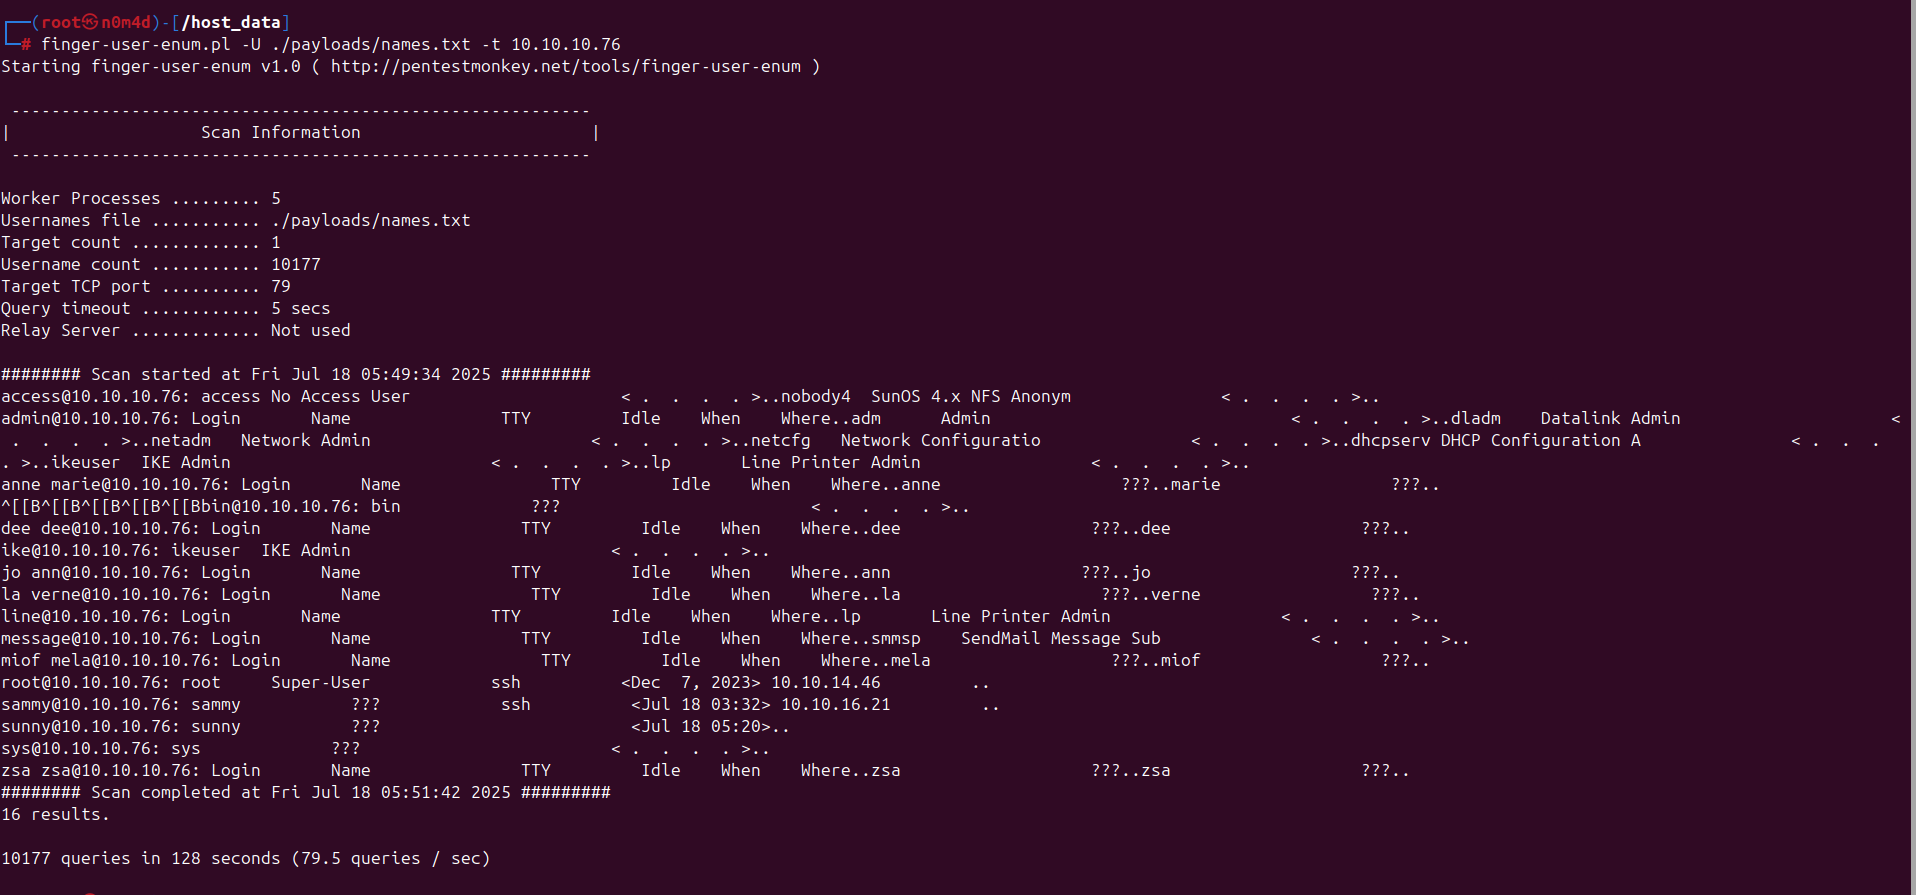 ┌──(root㉿n0m4d)-[/host_data]
└─# finger-user-enum.pl -U ./payloads/names.txt -t 10.10.10.76
Starting finger-user-enum v1.0 ( http://pentestmonkey.net/tools/finger-user-enum )
 ----------------------------------------------------------
|                   Scan Information                       |
 ----------------------------------------------------------
Worker Processes ......... 5
Usernames file ........... ./payloads/names.txt
Target count ............. 1
Username count ........... 10177
Target TCP port .......... 79
Query timeout ............ 5 secs
Relay Server ............. Not used
######## Scan started at Fri Jul 18 05:49:34 2025 #########
access@10.10.10.76: access No Access User                     < .  .  .  . >..nobody4  SunOS 4.x NFS Anonym               < .  .  .  . >..
admin@10.10.10.76: Login       Name               TTY         Idle    When    Where..adm      Admin                              < .  .  .  . >..dladm    Datalink Admin                     <
 .  .  .  . >..netadm   Network Admin                      < .  .  .  . >..netcfg   Network Configuratio               < .  .  .  . >..dhcpserv DHCP Configuration A               < .  .  .
. >..ikeuser  IKE Admin                          < .  .  .  . >..lp       Line Printer Admin                 < .  .  .  . >..
anne marie@10.10.10.76: Login       Name               TTY         Idle    When    Where..anne                  ???..marie                 ???..
^[[B^[[B^[[B^[[B^[[Bbin@10.10.10.76: bin             ???                         < .  .  .  . >..
dee dee@10.10.10.76: Login       Name               TTY         Idle    When    Where..dee                   ???..dee                   ???..
ike@10.10.10.76: ikeuser  IKE Admin                          < .  .  .  . >..
jo ann@10.10.10.76: Login       Name               TTY         Idle    When    Where..ann                   ???..jo                    ???..
la verne@10.10.10.76: Login       Name               TTY         Idle    When    Where..la                    ???..verne                 ???..
line@10.10.10.76: Login       Name               TTY         Idle    When    Where..lp       Line Printer Admin                 < .  .  .  . >..
message@10.10.10.76: Login       Name               TTY         Idle    When    Where..smmsp    SendMail Message Sub               < .  .  .  . >..
miof mela@10.10.10.76: Login       Name               TTY         Idle    When    Where..mela                  ???..miof                  ???..
root@10.10.10.76: root     Super-User            ssh          <Dec  7, 2023> 10.10.14.46         ..
sammy@10.10.10.76: sammy           ???            ssh          <Jul 18 03:32> 10.10.16.21         ..
sunny@10.10.10.76: sunny           ???                         <Jul 18 05:20>..
sys@10.10.10.76: sys             ???                         < .  .  .  . >..
zsa zsa@10.10.10.76: Login       Name               TTY         Idle    When    Where..zsa                   ???..zsa                   ???..
######## Scan completed at Fri Jul 18 05:51:42 2025 #########
16 results.
10177 queries in 128 seconds (79.5 queries / sec)